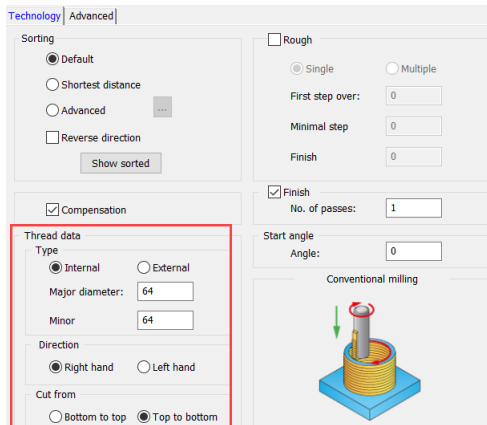 Technology Advanced
Sorting
Default
Shortest distance
Advanced ...
Reverse direction
Show sorted
Compensation
Thread data
Type
Internal External
Major diameter: 64
Minor 64
Direction
Right hand Left hand
Cut from
Bottom to top Top to bottom
Rough
Single Multiple
First step over: 0
Minimal step 0
Finish 0
Finish
No. of passes: 1
Start angle
Angle: 0
Conventional milling